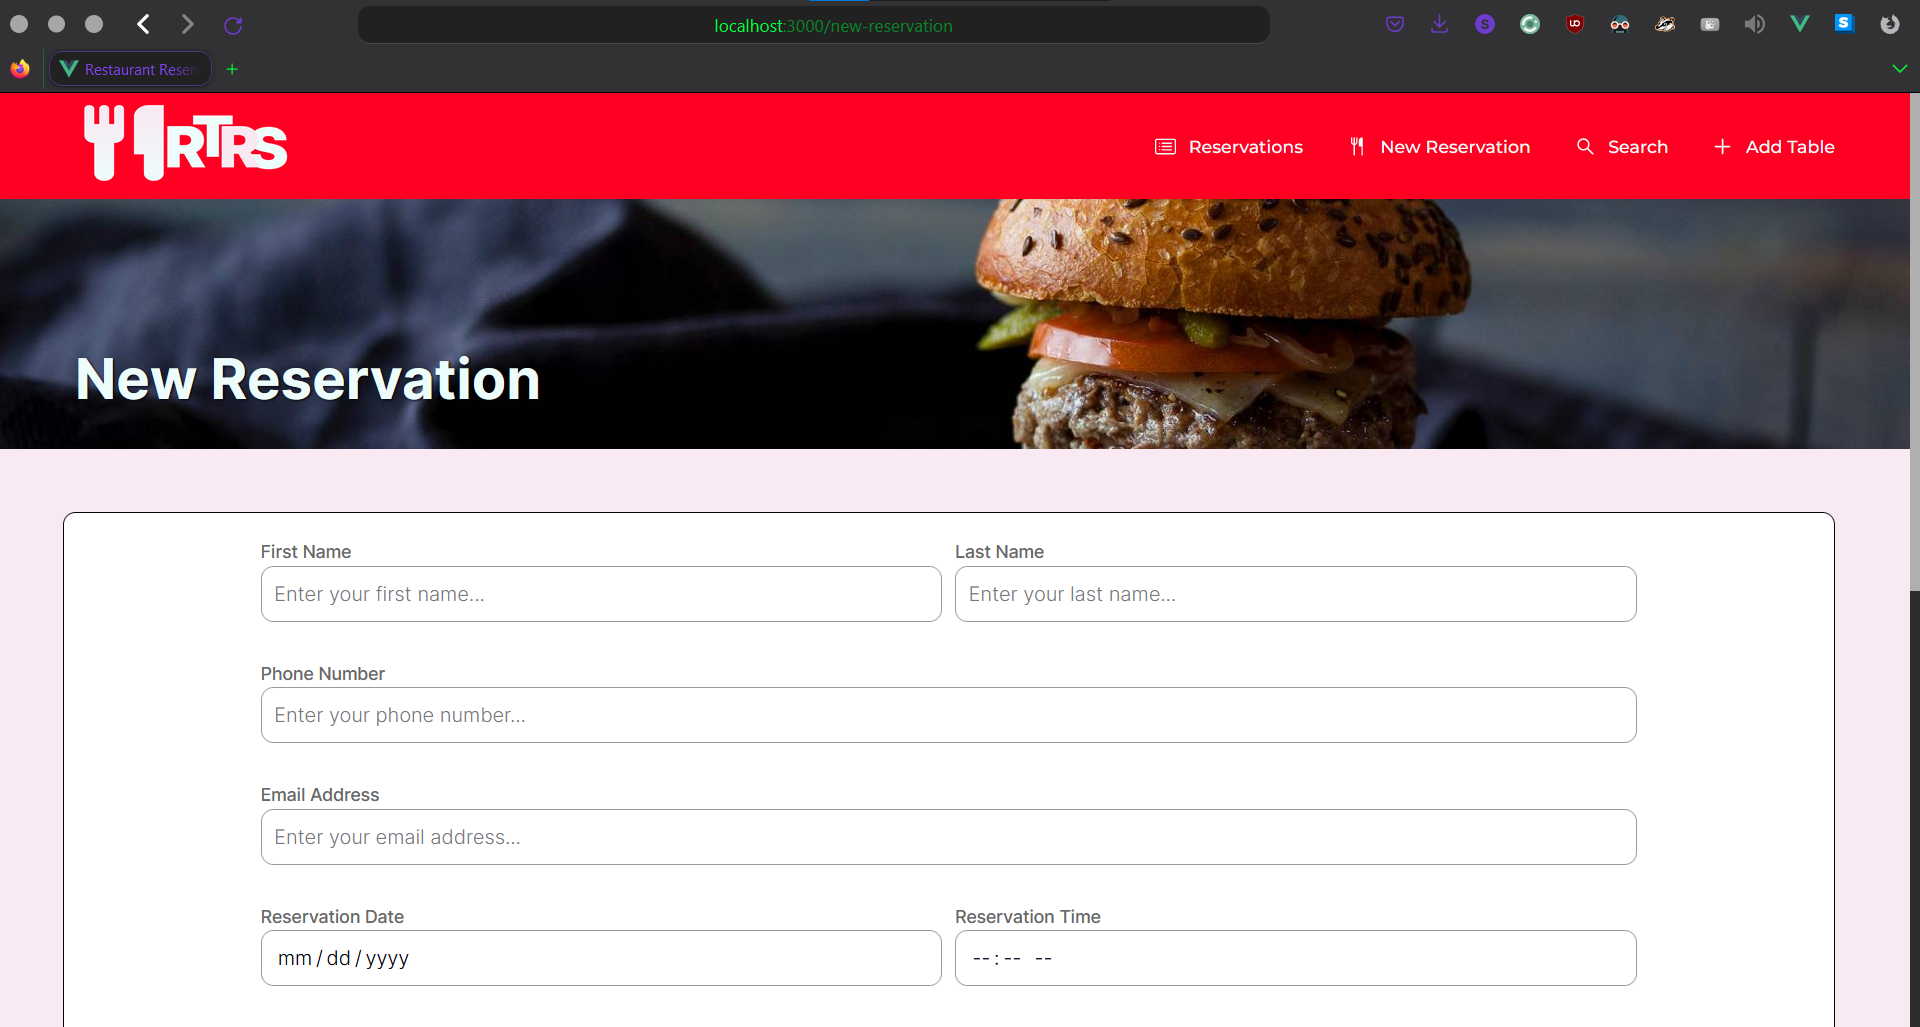 localhost:3000/new-reservation
Restaurant Reser
RTRS
Reservations
New Reservation
Search
Add Table
New Reservation
First Name
Last Name
Enter your first name...
Enter your last name...
Phone Number
Enter your phone number...
Email Address
Enter your email address...
Reservation Date
Reservation Time
mm/dd/yyyy
--:-- --